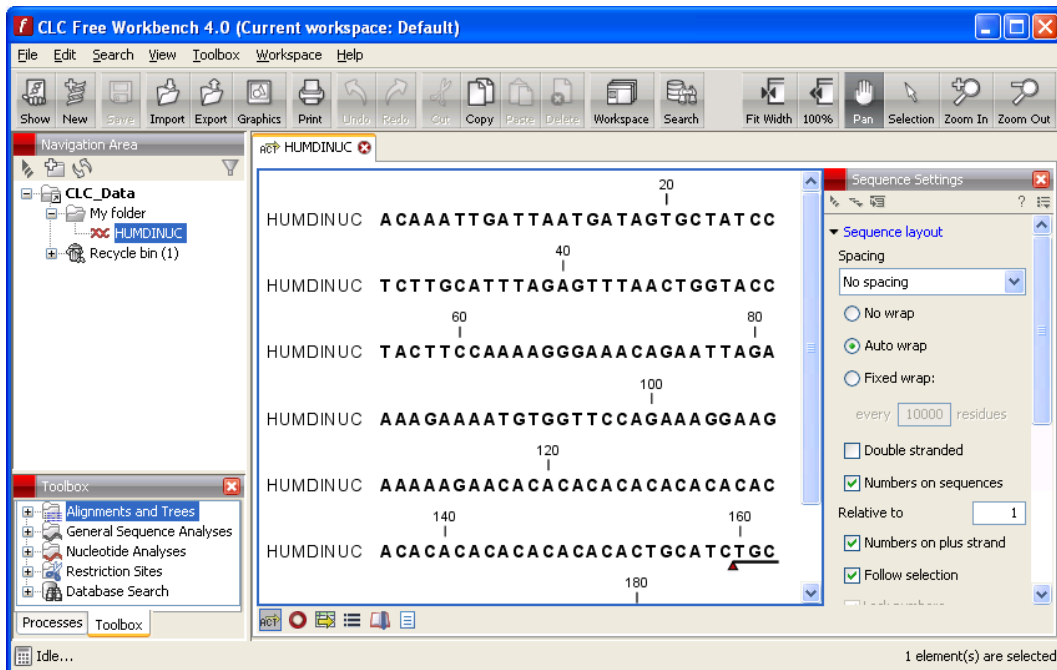 CLC Free Workbench 4.0 (Current workspace: Default)
File Edit Search View Toolbox Workspace Help
Show New Save Import Export Graphics Print Undo Redo Cut Copy Paste Delete Workspace Search Fit Width 100% Pan Selection Zoom In Zoom Out
Navigation Area
CLC_Data
My folder
HUMDINUC
Recycle bin (1)
Toolbox
Alignments and Trees
General Sequence Analyses
Nucleotide Analyses
Restriction Sites
Database Search
Processes Toolbox
HUMDINUC
20
HUMDINUC ACAAATTGATTAATGATAGTGCTATCC
40
HUMDINUC TCTTGCATTTAGAGTTTAACTGGTACC
60 80
HUMDINUC TACTTCCAAAAGGGAAACAGAATTAGA
100
HUMDINUC AAAGAAAATGTGGTTCCAGAAAGGAAG
120
HUMDINUC AAAAAGAACACACACACACACACACAC
140 160
HUMDINUC ACACACACACACACACACTGCATCTGC
180
Sequence Settings
?
Sequence layout
Spacing
No spacing
No wrap
Auto wrap
Fixed wrap:
every 10000 residues
Double stranded
Numbers on sequences
Relative to 1
Numbers on plus strand
Follow selection
Idle...
1 element(s) are selected